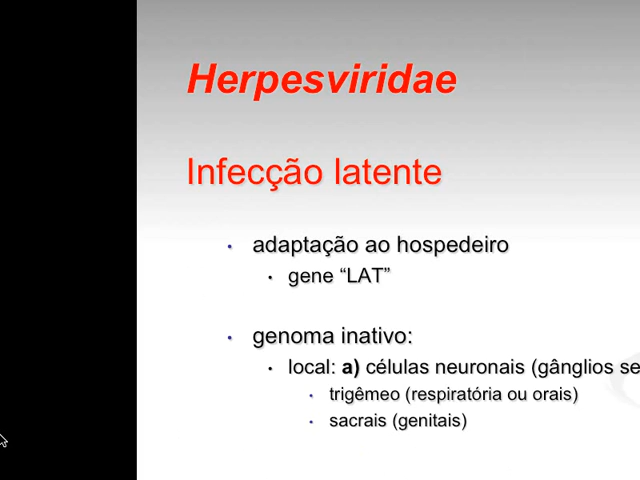 Herpesviridae
Infecção latente
• adaptação ao hospedeiro
• gene “LAT”
• genoma inativo:
• local: a) células neuronais (gânglios se
• trigêmeo (respiratória ou orais)
• sacrais (genitais)